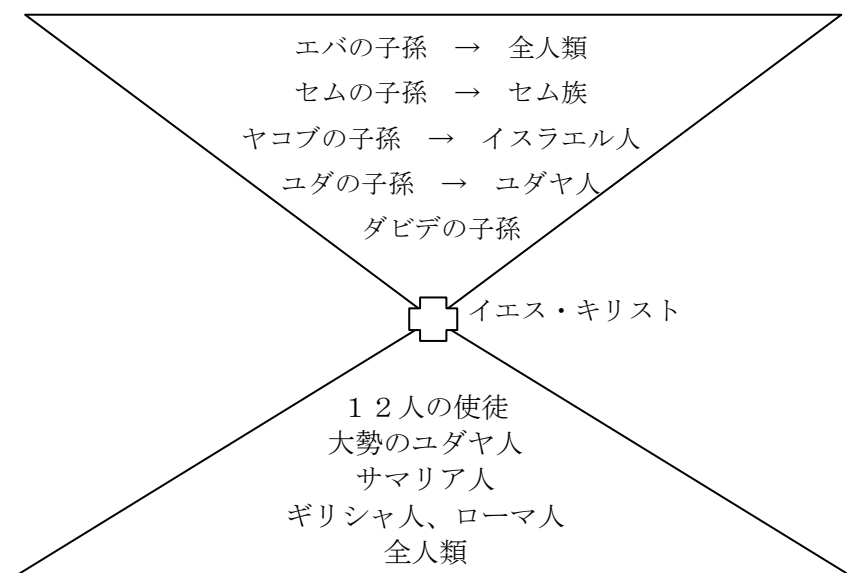 エバの子孫　→　全人類
セムの子孫　→　セム族
ヤコブの子孫　→　イスラエル人
ユダの子孫　→　ユダヤ人
ダビデの子孫
イエス・キリスト
１２人の使徒
大勢のユダヤ人
サマリア人
ギリシャ人、ローマ人
全人類